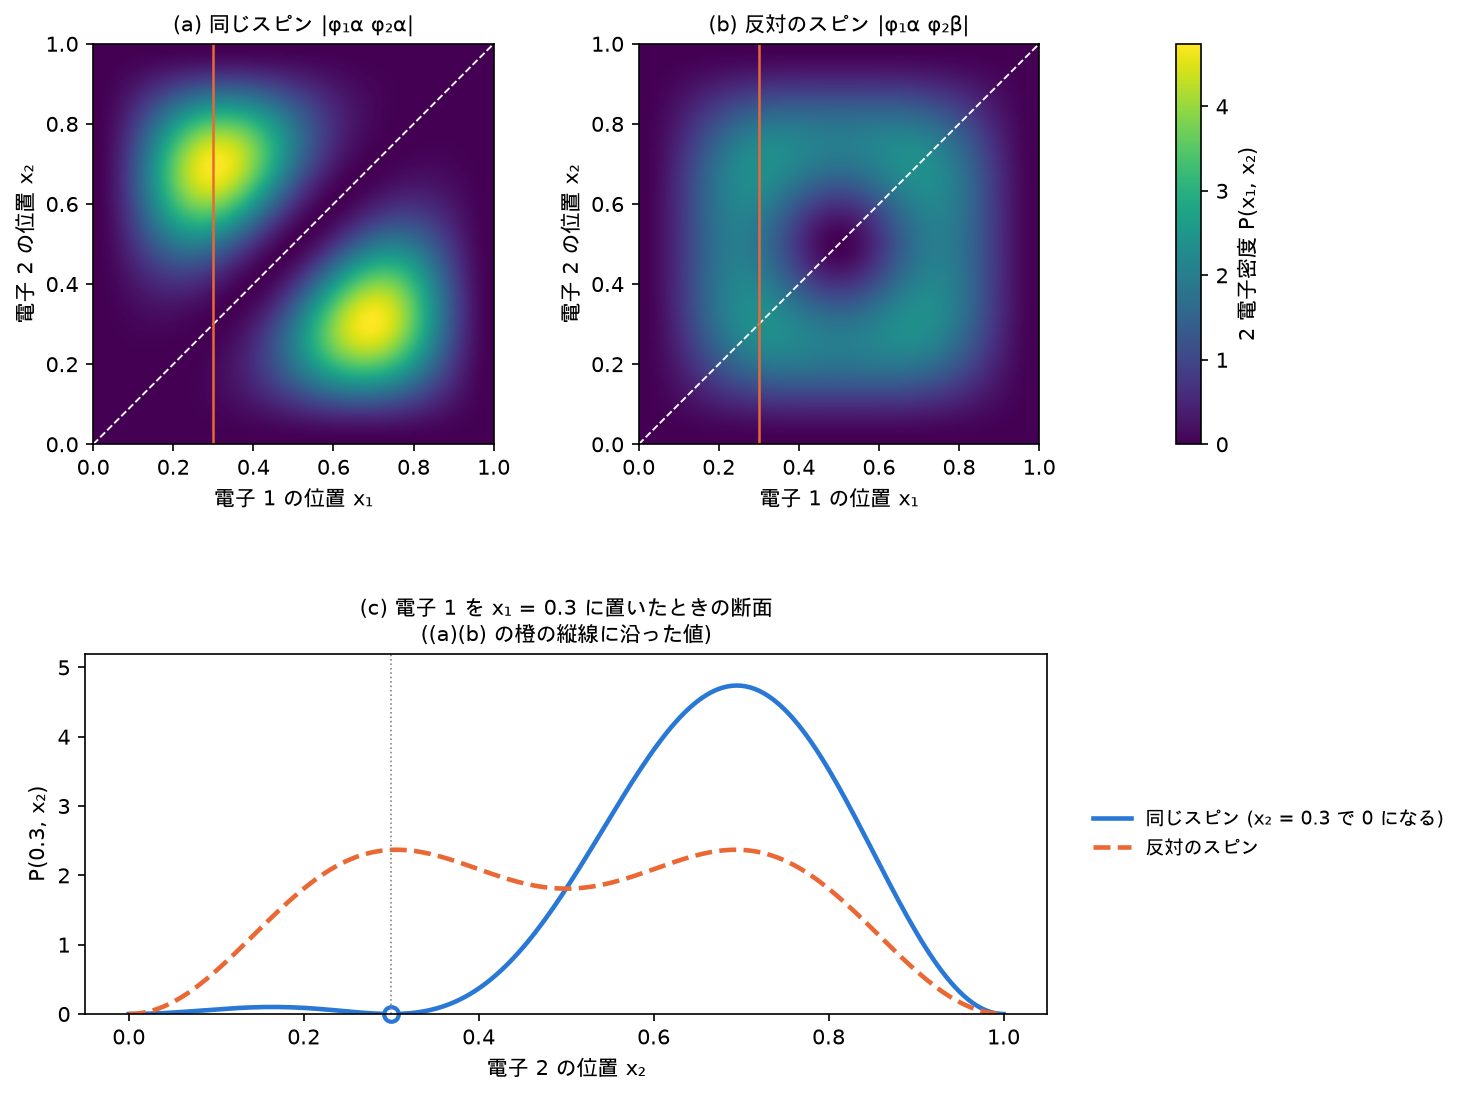 (a) 同じスピン |φ₁α φ₂α|
1.0
0.8
0.6
0.4
0.2
0.0
電子 2 の位置 x₂
0.0 0.2 0.4 0.6 0.8 1.0
電子 1 の位置 x₁
(b) 反対のスピン |φ₁α φ₂β|
1.0
0.8
0.6
0.4
0.2
0.0
電子 2 の位置 x₂
0.0 0.2 0.4 0.6 0.8 1.0
電子 1 の位置 x₁
4
3
2
1
0
2 電子密度 P(x₁, x₂)
(c) 電子 1 を x₁ = 0.3 に置いたときの断面
((a)(b) の橙の縦線に沿った値)
5
4
3
2
1
0
P(0.3, x₂)
0.0 0.2 0.4 0.6 0.8 1.0
電子 2 の位置 x₂
同じスピン (x₂ = 0.3 で 0 になる)
反対のスピン